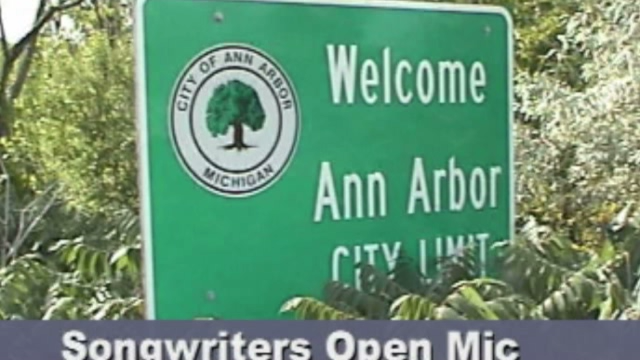 CITY OF ANN ARBOR
MICHIGAN
Welcome
Ann Arbor
CITY LIMIT
Songwriters Open Mic